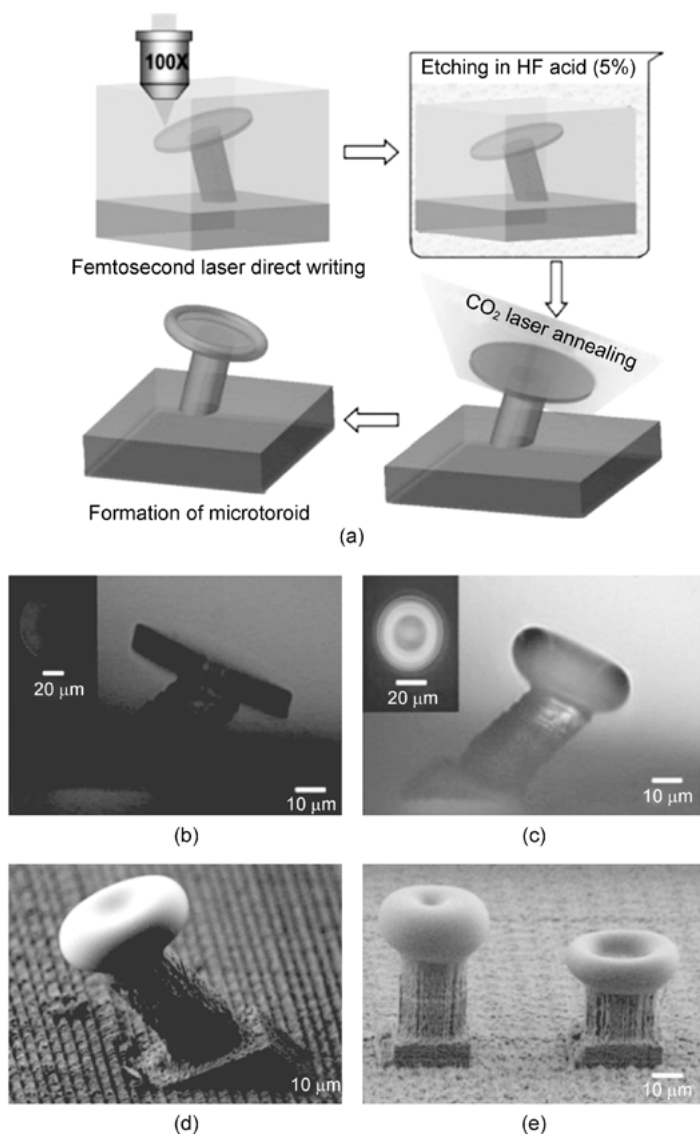 100X
Etching in HF acid (5%)
Femtosecond laser direct writing
CO₂ laser annealing
Formation of microtoroid
(a)
20 μm
10 μm
20 μm
10 μm
(b)
(c)
10 μm
10 μm
(d)
(e)